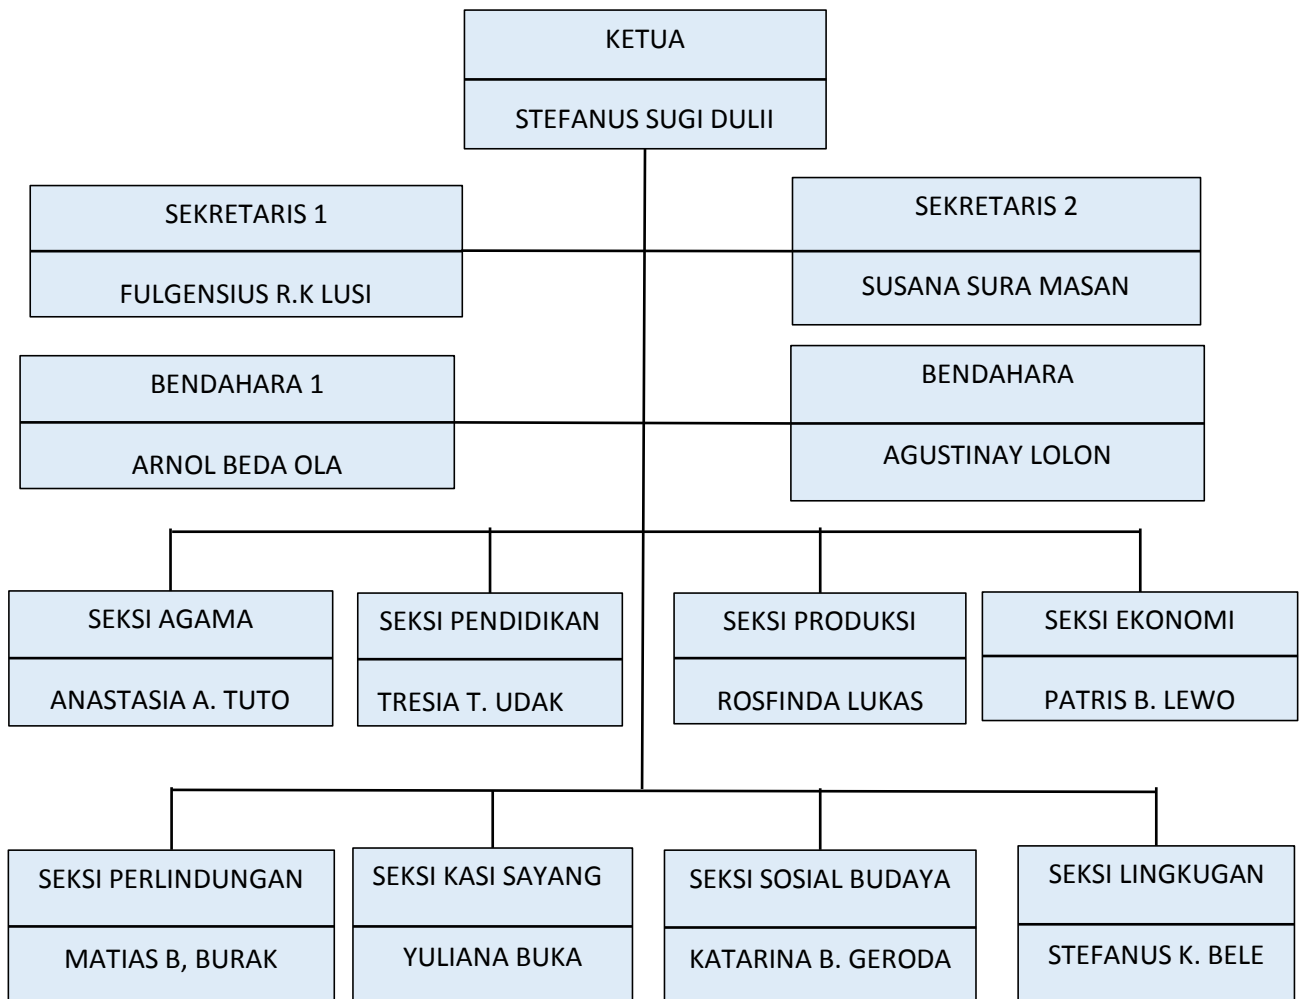 KETUA
STEFANUS SUGI DULII
SEKRETARIS 1
FULGENSIUS R.K LUSI
SEKRETARIS 2
SUSANA SURA MASAN
BENDAHARA 1
ARNOL BEDA OLA
BENDAHARA
AGUSTINAY LOLON
SEKSI AGAMA
ANASTASIA A. TUTO
SEKSI PENDIDIKAN
TRESIA T. UDAK
SEKSI PRODUKSI
ROSFINDA LUKAS
SEKSI EKONOMI
PATRIS B. LEWO
SEKSI PERLINDUNGAN
MATIAS B, BURAK
SEKSI KASI SAYANG
YULIANA BUKA
SEKSI SOSIAL BUDAYA
KATARINA B. GERODA
SEKSI LINGKUGAN
STEFANUS K. BELE